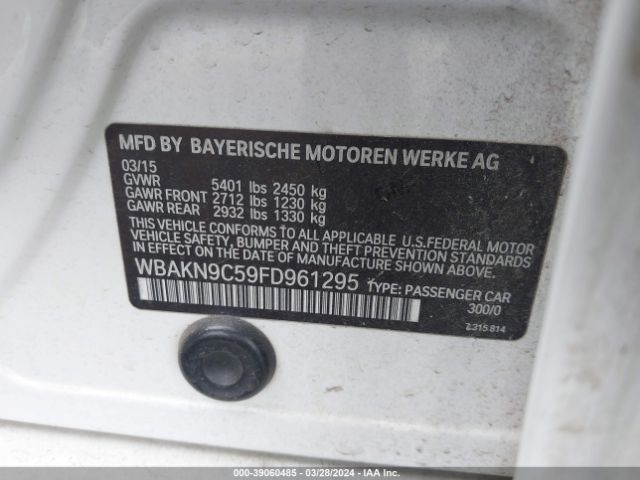 MFD BY BAYERISCHE MOTOREN WERKE AG
03/15
GVWR 5401 lbs 2450 kg
GAWR FRONT 2712 lbs 1230 kg
GAWR REAR 2932 lbs 1330 kg
THIS VEHICLE CONFORMS TO ALL APPLICABLE U.S.FEDERAL MOTOR
VEHICLE SAFETY, BUMPER AND THEFT PREVENTION STANDARDS
IN EFFECT ON THE DATE OF MANUFACTURE SHOWN ABOVE.
WBAKN9C59FD961295 TYPE: PASSENGER CAR
300/0
7 315 814
000-39060485 - 03/28/2024 - IAA Inc.